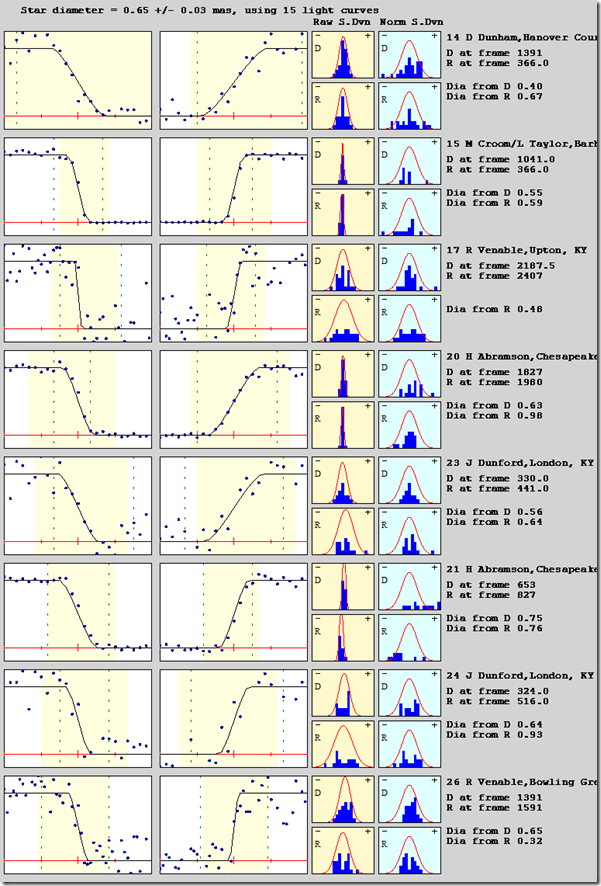 Star diameter = 0.65 +/- 0.03 mas, using 15 light curves
Raw S.Dvn Norm S.Dvn
- + - +
D
14 D Dunham,Hanover
D at frame 1391
R at frame 366.0
- + - +
R
Dia from D 0.40
Dia from R 0.67
- + - +
D
15 M Croom/L Taylor,
D at frame 1041.0
R at frame 366.0
- + - +
R
Dia from D 0.55
Dia from R 0.59
- + - +
D
17 R Venable,Upton, KY
D at frame 2187.5
R at frame 2407
- + - +
R
Dia from R 0.48
- + - +
D
20 H Abramson,Chesapeake
D at frame 1827
R at frame 1980
- + - +
R
Dia from D 0.63
Dia from R 0.98
- + - +
D
23 J Dunford,London, KY
D at frame 330.0
R at frame 441.0
- + - +
R
Dia from D 0.56
Dia from R 0.64
- + - +
D
21 H Abramson,Chesapeake
D at frame 653
R at frame 827
- + - +
R
Dia from D 0.75
Dia from R 0.76
- + - +
D
24 J Dunford,London, KY
D at frame 324.0
R at frame 516.0
- + - +
R
Dia from D 0.64
Dia from R 0.93
- + - +
D
26 R Venable,Bowling Gre
D at frame 1391
R at frame 1591
- + - +
R
Dia from D 0.65
Dia from R 0.32